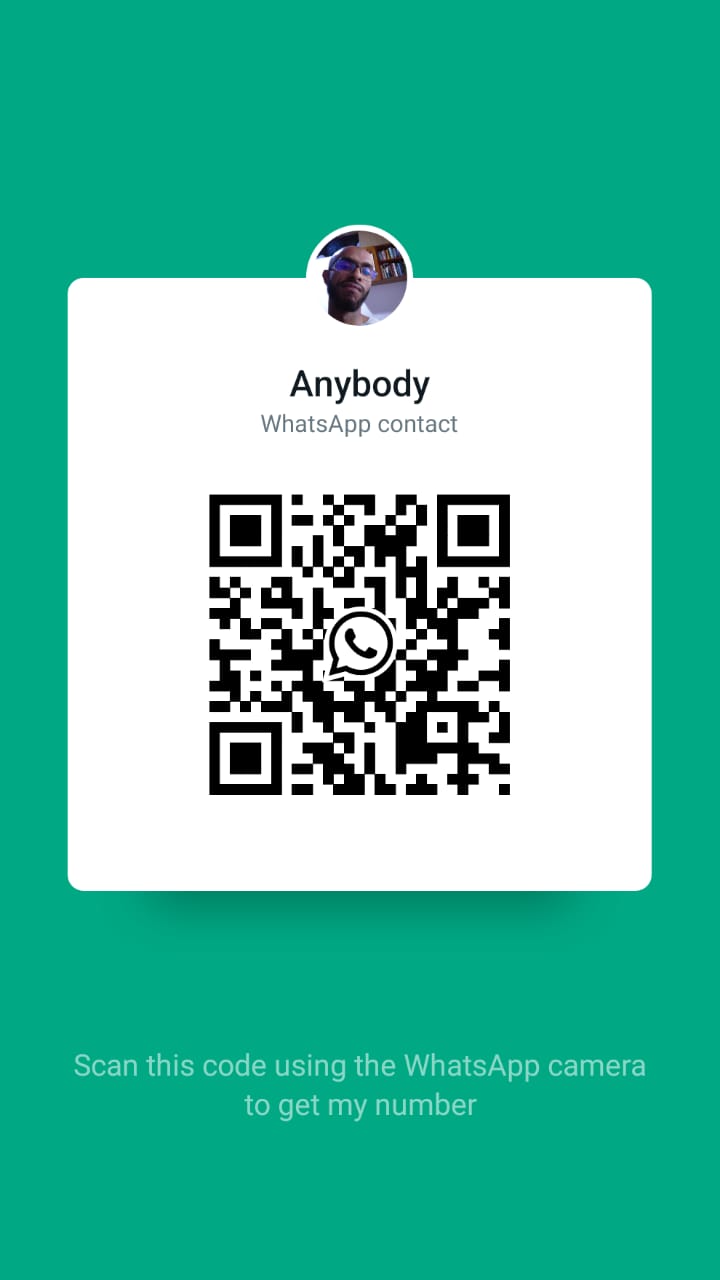 Anybody
WhatsApp contact
Scan this code using the WhatsApp camera
to get my number